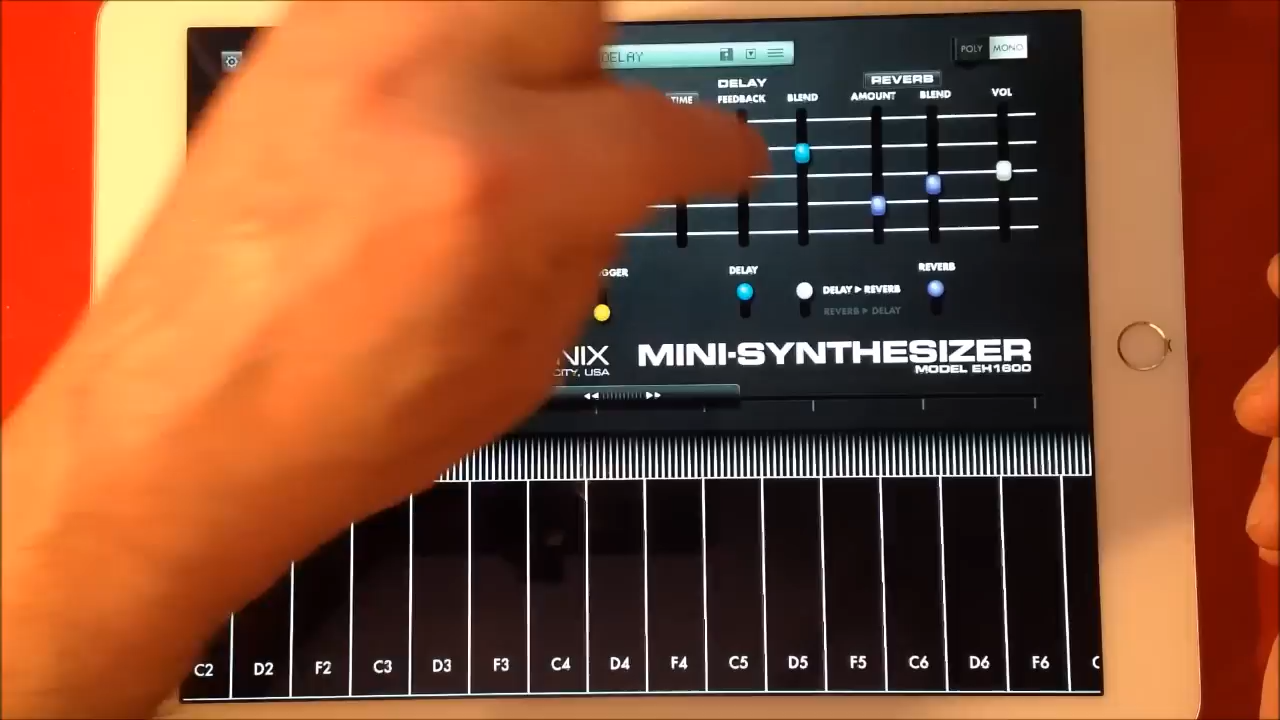 DELAY
POLY MONO
DELAY REVERB
TIME FEEDBACK BLEND AMOUNT BLEND VOL
DELAY REVERB
DELAY ▶ REVERB
REVERB ▶ DELAY
MINI-SYNTHESIZER
CITY, USA
MODEL EH1600
C2 D2 F2 C3 D3 F3 C4 D4 F4 C5 D5 F5 C6 D6 F6